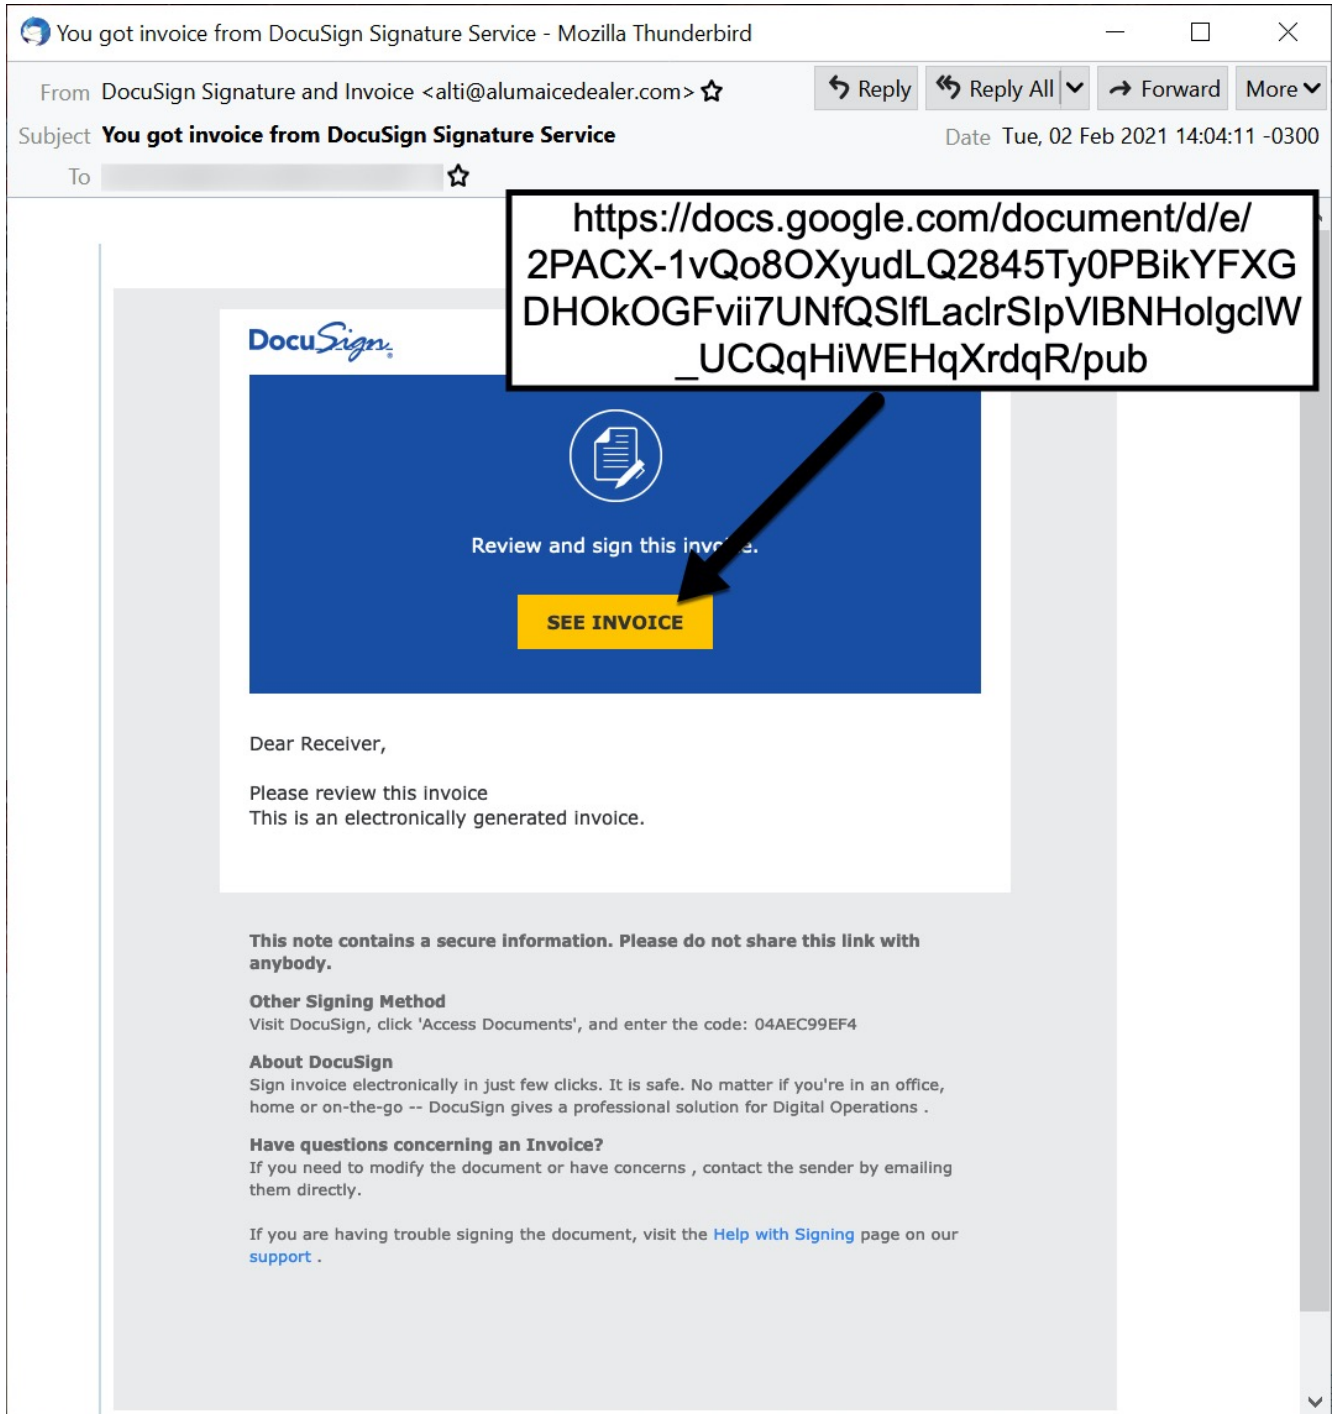 You got invoice from DocuSign Signature Service - Mozilla Thunderbird
From DocuSign Signature and Invoice <alti@alumaicedealer.com>
Reply Reply All Forward More
Subject You got invoice from DocuSign Signature Service
Date Tue, 02 Feb 2021 14:04:11 -0300
To
https://docs.google.com/document/d/e/
2PACX-1vQo8OXyudLQ2845Ty0PBikYFXG
DHOkOGFvii7UNfQSlfLaclrSIpVlBNHolgclW
_UCQqHiWEHqXrdqR/pub
DocuSign
Review and sign this invoice.
SEE INVOICE
Dear Receiver,
Please review this invoice
This is an electronically generated invoice.
This note contains a secure information. Please do not share this link with
anybody.
Other Signing Method
Visit DocuSign, click 'Access Documents', and enter the code: 04AEC99EF4
About DocuSign
Sign invoice electronically in just few clicks. It is safe. No matter if you're in an office,
home or on-the-go -- DocuSign gives a professional solution for Digital Operations .
Have questions concerning an Invoice?
If you need to modify the document or have concerns , contact the sender by emailing
them directly.
If you are having trouble signing the document, visit the Help with Signing page on our
support .